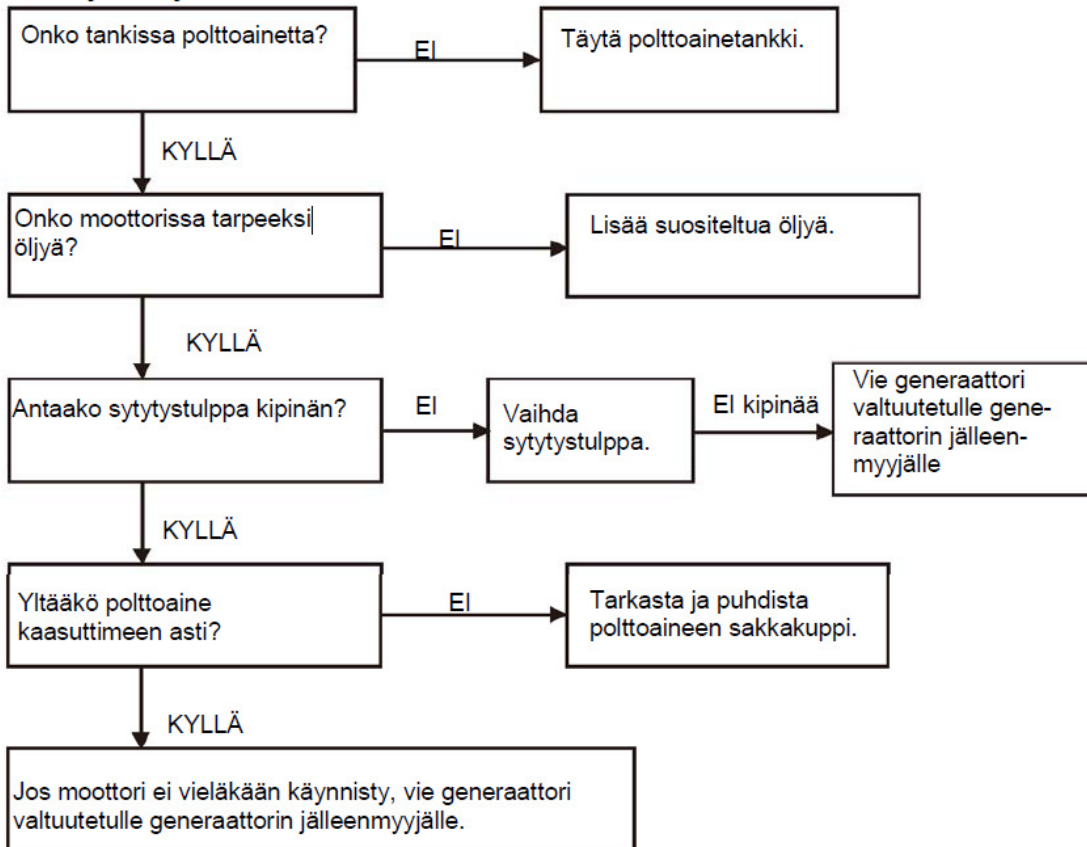 Onko tankissa polttoainetta?
EI
Täytä polttoainetankki.
KYLLÄ
Onko moottorissa tarpeeksi
öljyä?
EI
Lisää suositeltua öljyä.
KYLLÄ
Antaako sytytystulppa kipinän?
EI
Vaihda
sytytystulppa.
EI kipinää
Vie generaattori
valtuutetulle gene-
raattorin jälleen-
myyjälle
KYLLÄ
Yltääkö polttoaine
kaasuttimeen asti?
EI
Tarkasta ja puhdista
polttoaineen sakkakuppi.
KYLLÄ
Jos moottori ei vieläkään käynnisty, vie generaattori
valtuutetulle generaattorin jälleenmyyjälle.